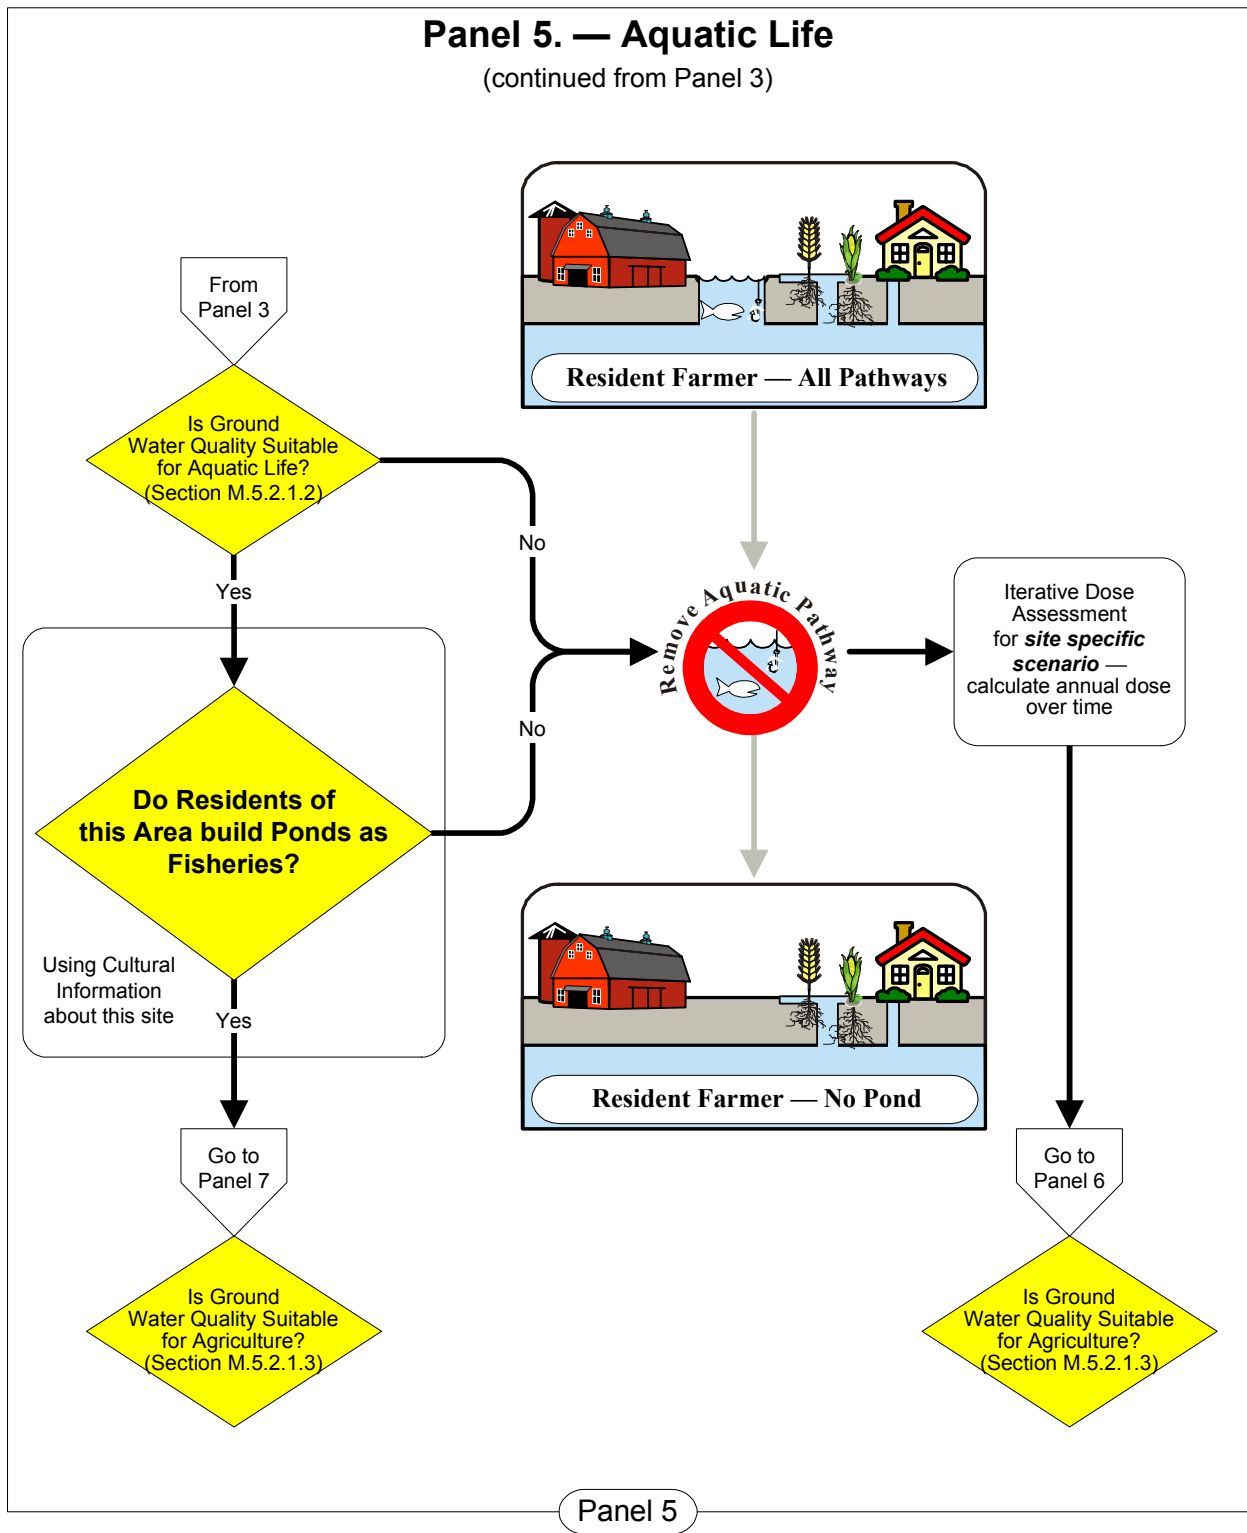 Panel 5. — Aquatic Life
(continued from Panel 3)
From
Panel 3
Is Ground
Water Quality Suitable
for Aquatic Life?
(Section M.5.2.1.2)
Yes
No
Do Residents of
this Area build Ponds as
Fisheries?
No
Using Cultural
Information
about this site
Yes
Go to
Panel 7
Is Ground
Water Quality Suitable
for Agriculture?
(Section M.5.2.1.3)
Resident Farmer — All Pathways
Remove Aquatic Pathway
Resident Farmer — No Pond
Iterative Dose
Assessment
for site specific
scenario —
calculate annual dose
over time
Go to
Panel 6
Is Ground
Water Quality Suitable
for Agriculture?
(Section M.5.2.1.3)
Panel 5